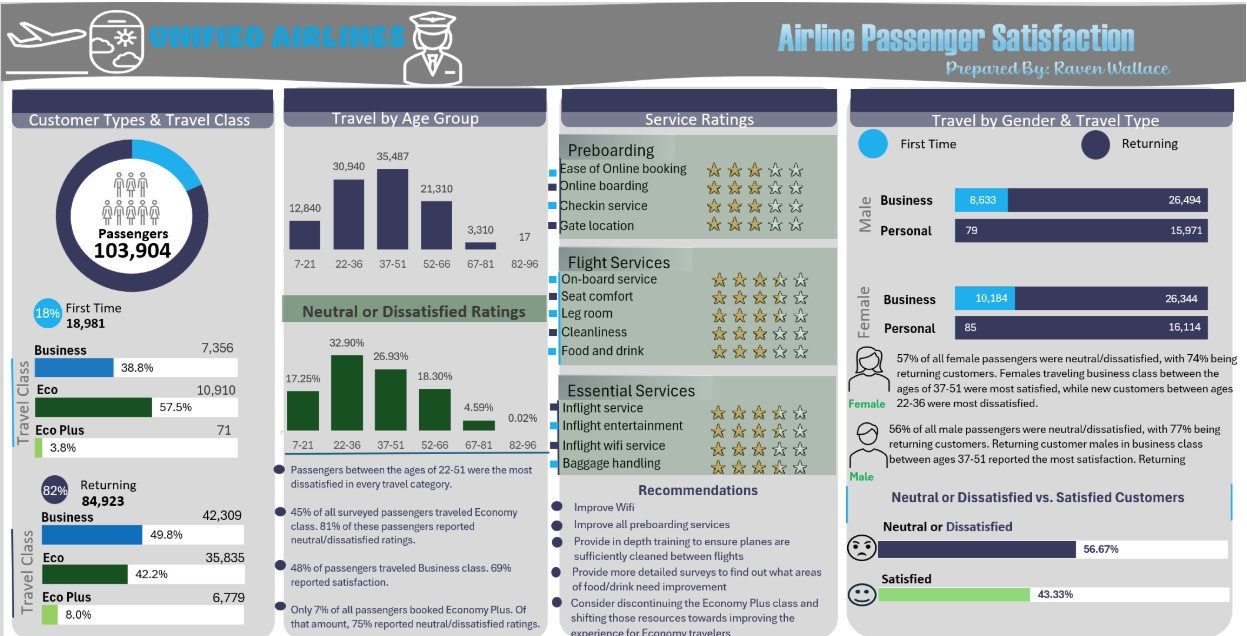 UNIFIED AIRLINES
Airline Passenger Satisfaction
Prepared By: Raven Wallace
Customer Types & Travel Class
Passengers
103,904
18%
First Time
18,981
Travel Class
Business
7,356
38.8%
Eco
10,910
57.5%
Eco Plus
71
3.8%
82%
Returning
84,923
Travel Class
Business
42,309
49.8%
Eco
35,835
42.2%
Eco Plus
6,779
8.0%
Travel by Age Group
12,840
30,940
35,487
21,310
3,310
17
7-21 22-36 37-51 52-66 67-81 82-96
Neutral or Dissatisfied Ratings
17.25%
32.90%
26.93%
18.30%
4.59%
0.02%
7-21 22-36 37-51 52-66 67-81 82-96
Passengers between the ages of 22-51 were the most
dissatisfied in every travel category.
45% of all surveyed passengers traveled Economy
class. 81% of these passengers reported
neutral/dissatisfied ratings.
48% of passengers traveled Business class. 69%
reported satisfaction.
Only 7% of all passengers booked Economy Plus. Of
that amount, 75% reported neutral/dissatisfied ratings.
Service Ratings
Preboarding
Ease of Online booking
Online boarding
Checkin service
Gate location
Flight Services
On-board service
Seat comfort
Leg room
Cleanliness
Food and drink
Essential Services
Inflight service
Inflight entertainment
Inflight wifi service
Baggage handling
Recommendations
Improve Wifi
Improve all preboarding services
Provide in depth training to ensure planes are
sufficiently cleaned between flights
Provide more detailed surveys to find out what areas
of food/drink need improvement
Consider discontinuing the Economy Plus class and
shifting those resources towards improving the
experience for Economy travelers
Travel by Gender & Travel Type
First Time
Returning
Male
Business
8,633
26,494
Personal
79
15,971
Female
Business
10,184
26,344
Personal
85
16,114
57% of all female passengers were neutral/dissatisfied, with 74% being
returning customers. Females traveling business class between the
ages of 37-51 were most satisfied, while new customers between ages
22-36 were most dissatisfied.
Female
56% of all male passengers were neutral/dissatisfied, with 77% being
returning customers. Returning customer males in business class
between ages 37-51 reported the most satisfaction. Returning
Male
Neutral or Dissatisfied vs. Satisfied Customers
Neutral or Dissatisfied
56.67%
Satisfied
43.33%